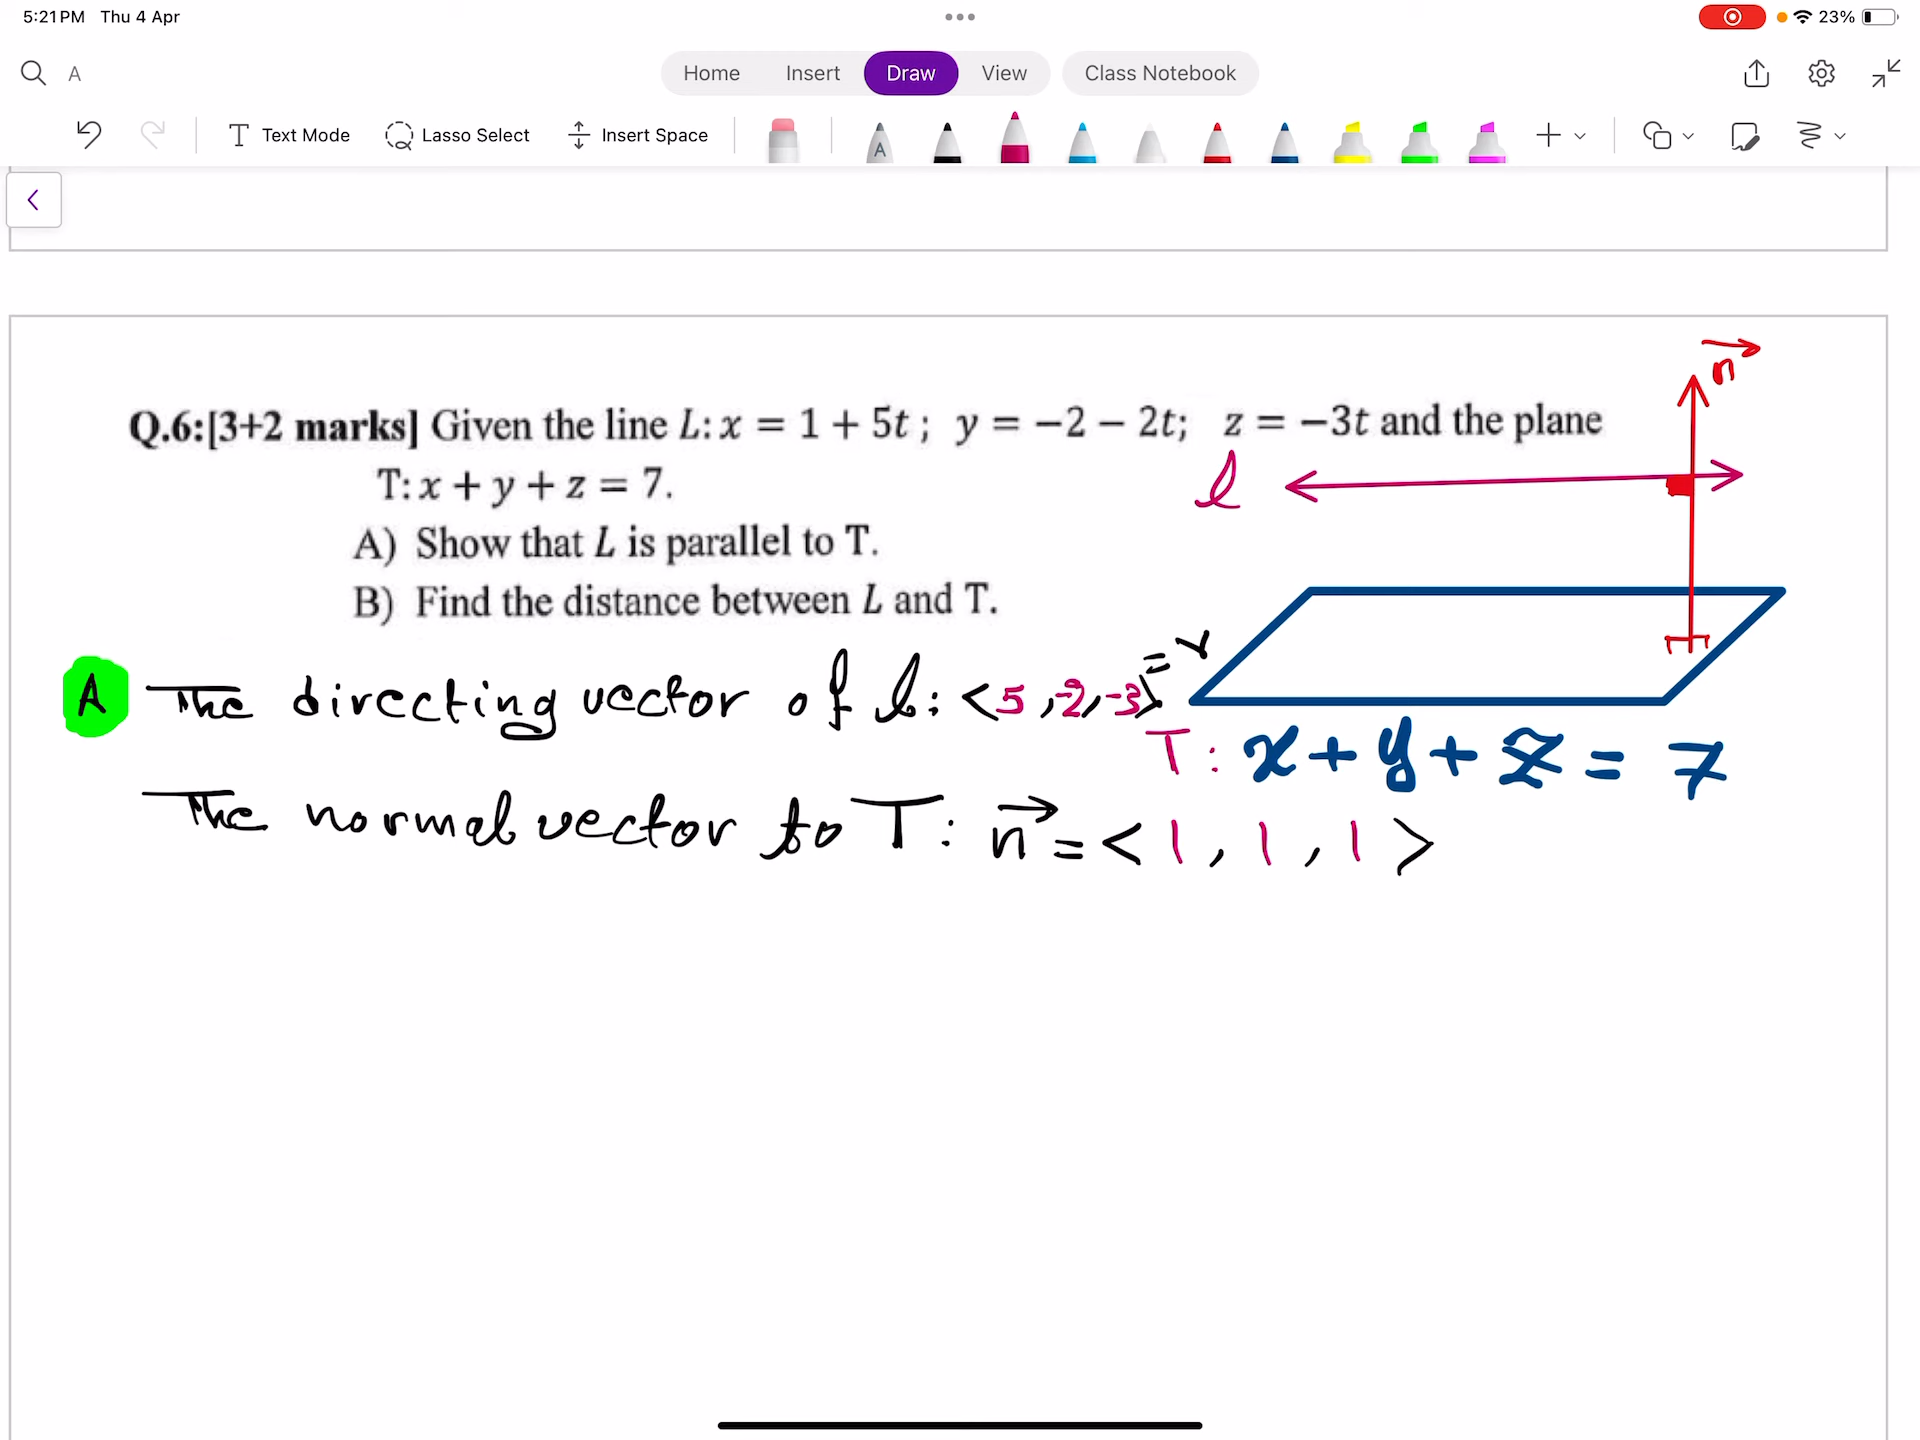 5:21 PM Thu 4 Apr
23%
A
Home Insert Draw View Class Notebook
Text Mode Lasso Select Insert Space
A
Q.6:[3+2 marks] Given the line L: x = 1 + 5t ; y = −2 − 2t; z = −3t and the plane
T: x + y + z = 7.
A) Show that L is parallel to T.
B) Find the distance between L and T.
n
l
A The directing vector of l: <5,-2,-3> = v
T: x + y + z = 7
The normal vector to T: n = < 1, 1, 1 >